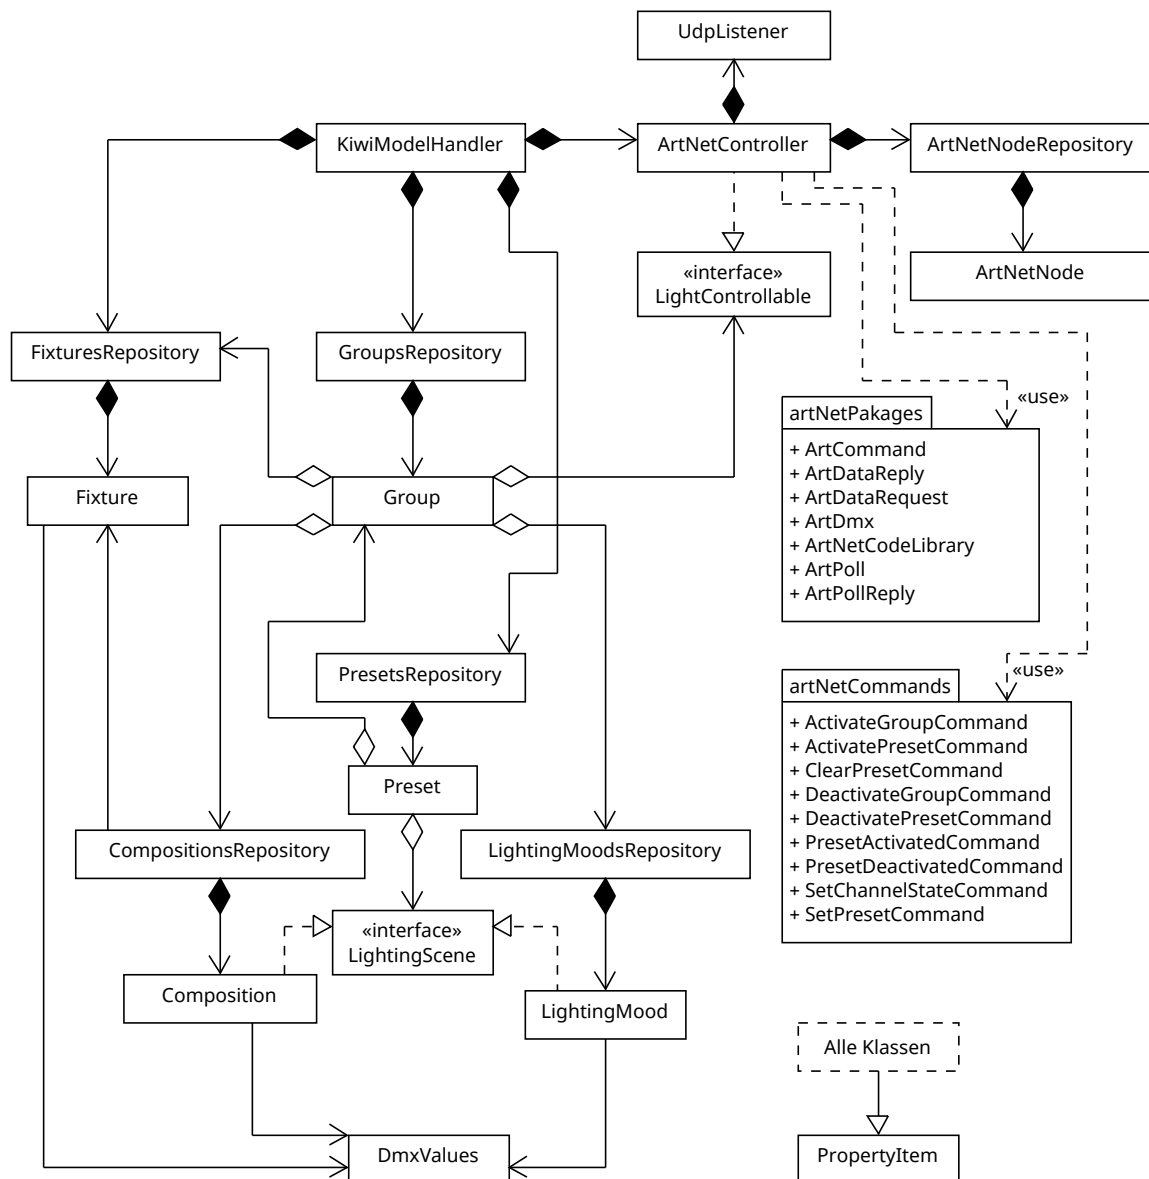 UdpListener
KiwiModelHandler
ArtNetController
ArtNetNodeRepository
«interface»
LightControllable
ArtNetNode
FixturesRepository
GroupsRepository
«use»
artNetPakages
+ ArtCommand
+ ArtDataReply
+ ArtDataRequest
+ ArtDmx
+ ArtNetCodeLibrary
+ ArtPoll
+ ArtPollReply
Fixture
Group
PresetsRepository
«use»
artNetCommands
+ ActivateGroupCommand
+ ActivatePresetCommand
+ ClearPresetCommand
+ DeactivateGroupCommand
+ DeactivatePresetCommand
+ PresetActivatedCommand
+ PresetDeactivatedCommand
+ SetChannelStateCommand
+ SetPresetCommand
Preset
CompositionsRepository
LightingMoodsRepository
«interface»
LightingScene
Composition
LightingMood
Alle Klassen
DmxValues
PropertyItem